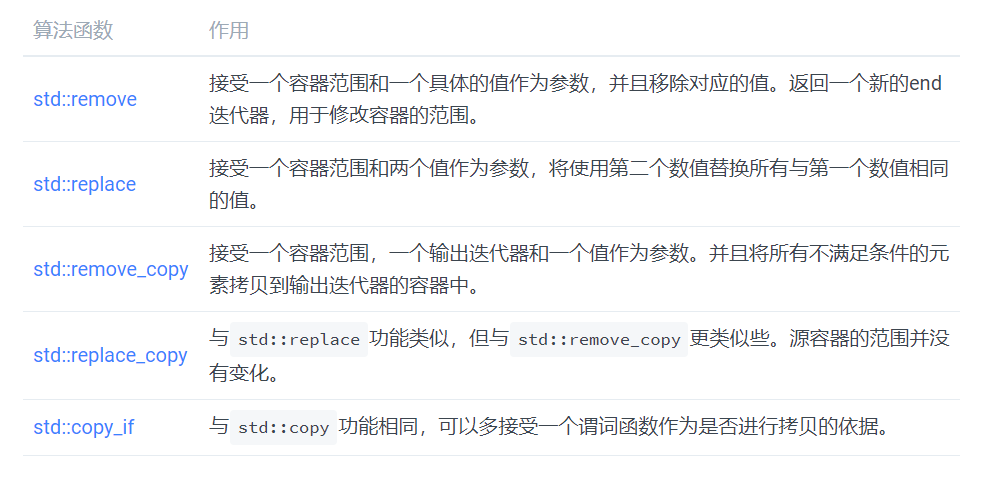 算法函数 作用
接受一个容器范围和一个具体的值作为参数，并且移除对应的值。返回一个新的end
std::remove
迭代器，用于修改容器的范围。
接受一个容器范围和两个值作为参数，将使用第二个数值替换所有与第一个数值相同
std::replace
的值。
接受一个容器范围，一个输出迭代器和一个值作为参数。并且将所有不满足条件的元
std::remove_copy
素拷贝到输出迭代器的容器中。
与 std::replace 功能类似，但与 std::remove_copy 更类似些。源容器的范围并没
std::replace_copy
有变化。
std::copy_if 与 std::copy 功能相同，可以多接受一个谓词函数作为是否进行拷贝的依据。